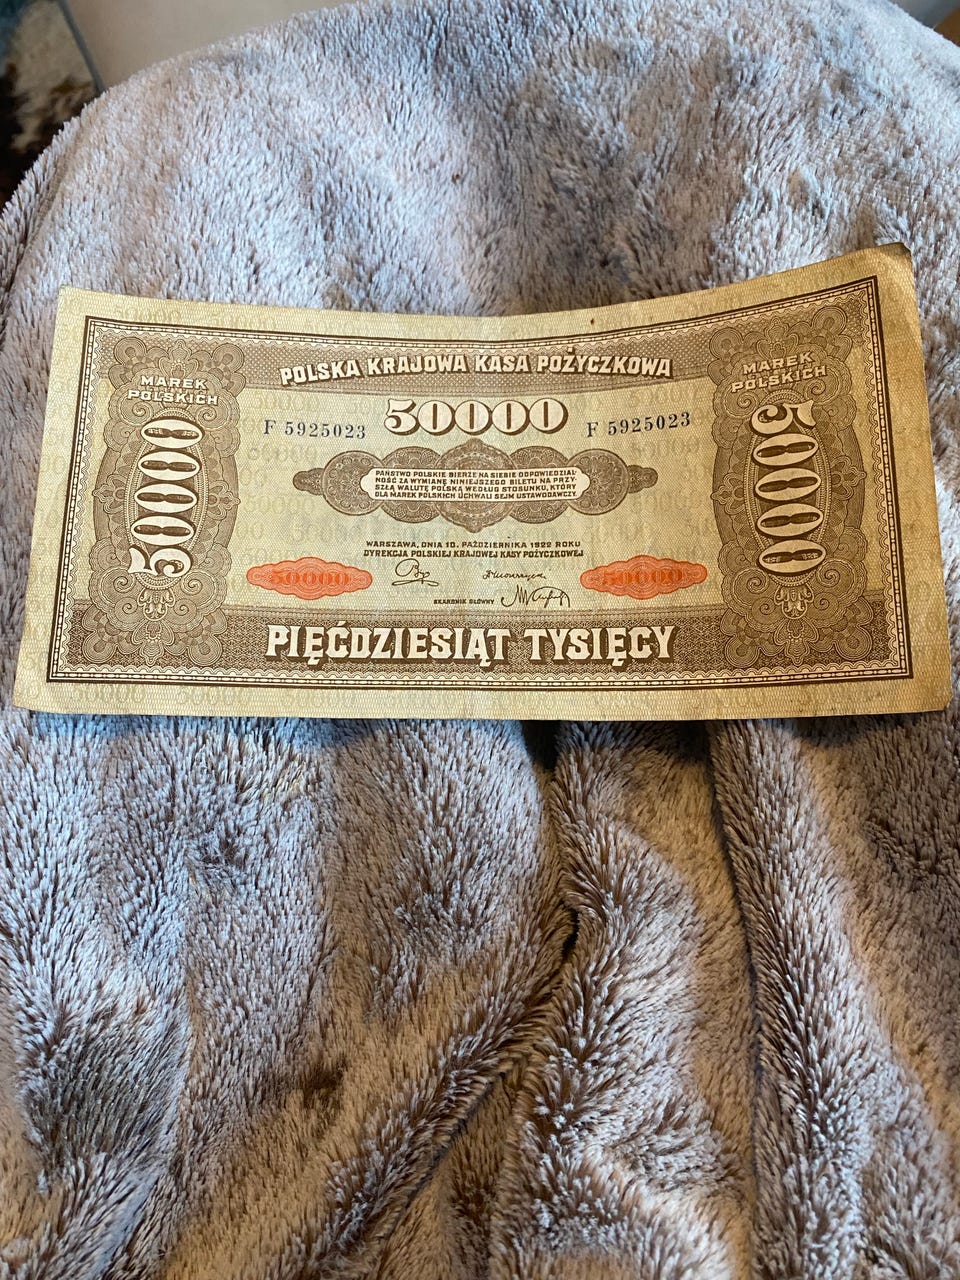 POLSKA KRAJOWA KASA POŻYCZKOWA
MAREK
POLSKICH
50000
MAREK
POLSKICH
50000
50000
F 5925023
F 5925023
PAŃSTWO POLSKIE BIERZE NA SIEBIE ODPOWIEDZIAL-
NOŚĆ ZA WYMIANĘ NINIEJSZEGO BILETU NA PRZY-
SZŁĄ WALUTĘ POLSKĄ WEDŁUG STOSUNKU, KTÓRY
DLA MAREK POLSKICH UCHWALI SEJM USTAWODAWCZY.
WARSZAWA, DNIA 10. PAŹDZIERNIKA 1922 ROKU
DYREKCJA POLSKIEJ KRAJOWEJ KASY POŻYCZKOWEJ
50000
50000
SKARBNIK GŁÓWNY
PIĘĆDZIESIĄT TYSIĘCY